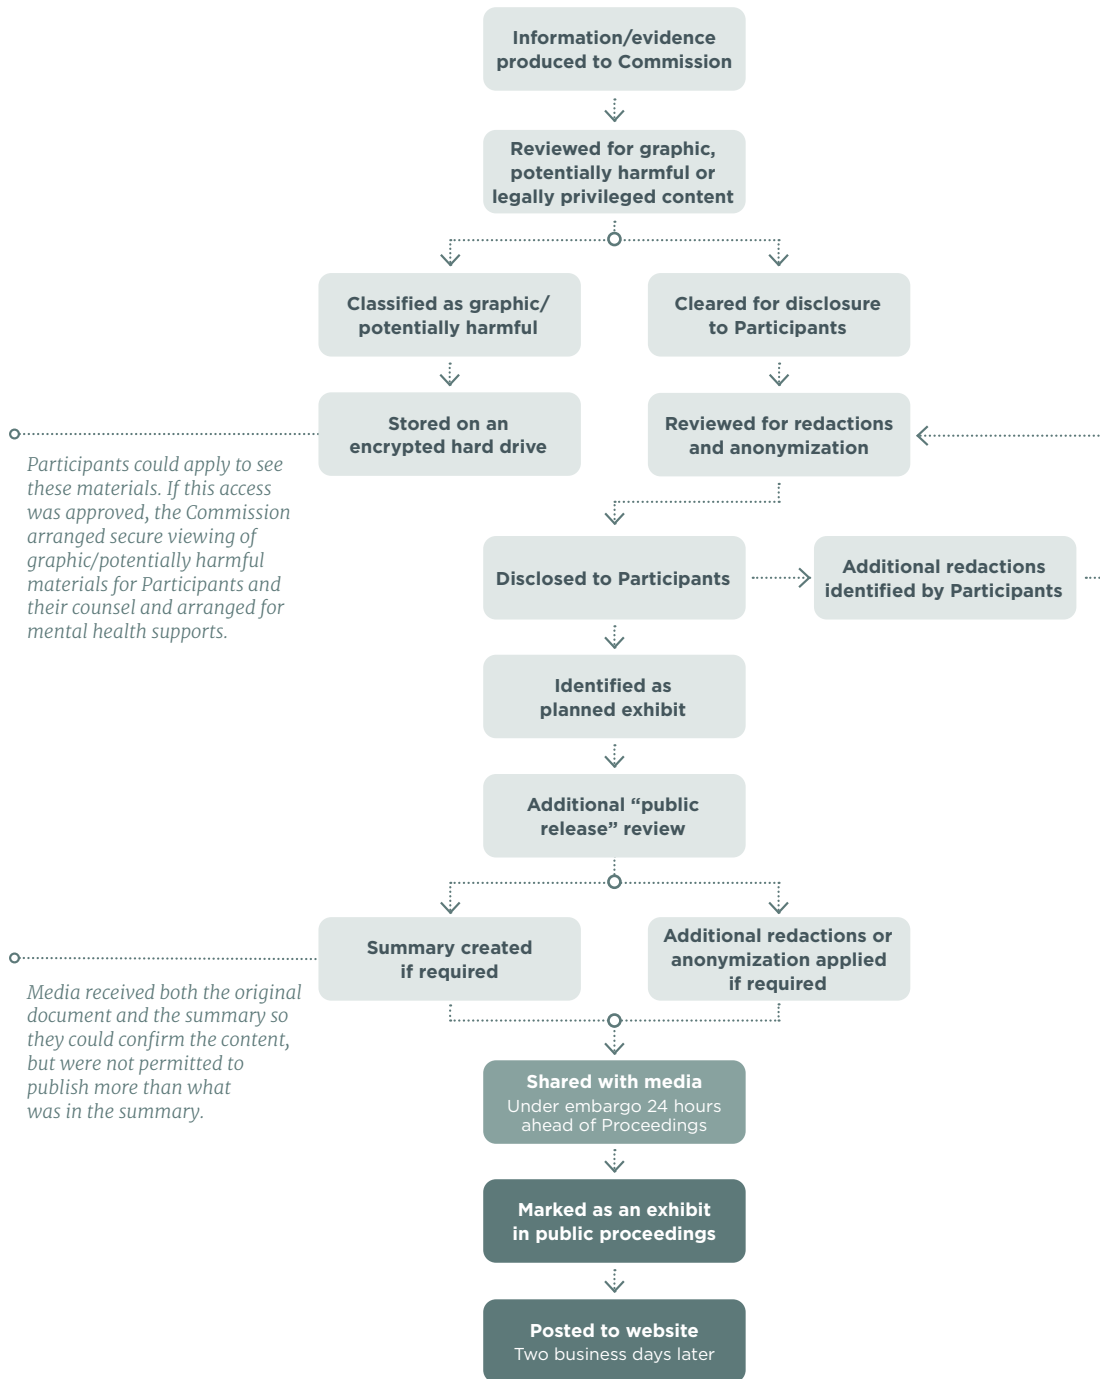 Information/evidence
produced to Commission
Reviewed for graphic,
potentially harmful or
legally privileged content
Classified as graphic/
potentially harmful
Cleared for disclosure
to Participants
Stored on an
encrypted hard drive
Reviewed for redactions
and anonymization
Participants could apply to see
these materials. If this access
was approved, the Commission
arranged secure viewing of
graphic/potentially harmful
materials for Participants and
their counsel and arranged for
mental health supports.
Disclosed to Participants
Additional redactions
identified by Participants
Identified as
planned exhibit
Additional “public
release” review
Summary created
if required
Additional redactions or
anonymization applied
if required
Media received both the original
document and the summary so
they could confirm the content,
but were not permitted to
publish more than what
was in the summary.
Shared with media
Under embargo 24 hours
ahead of Proceedings
Marked as an exhibit
in public proceedings
Posted to website
Two business days later